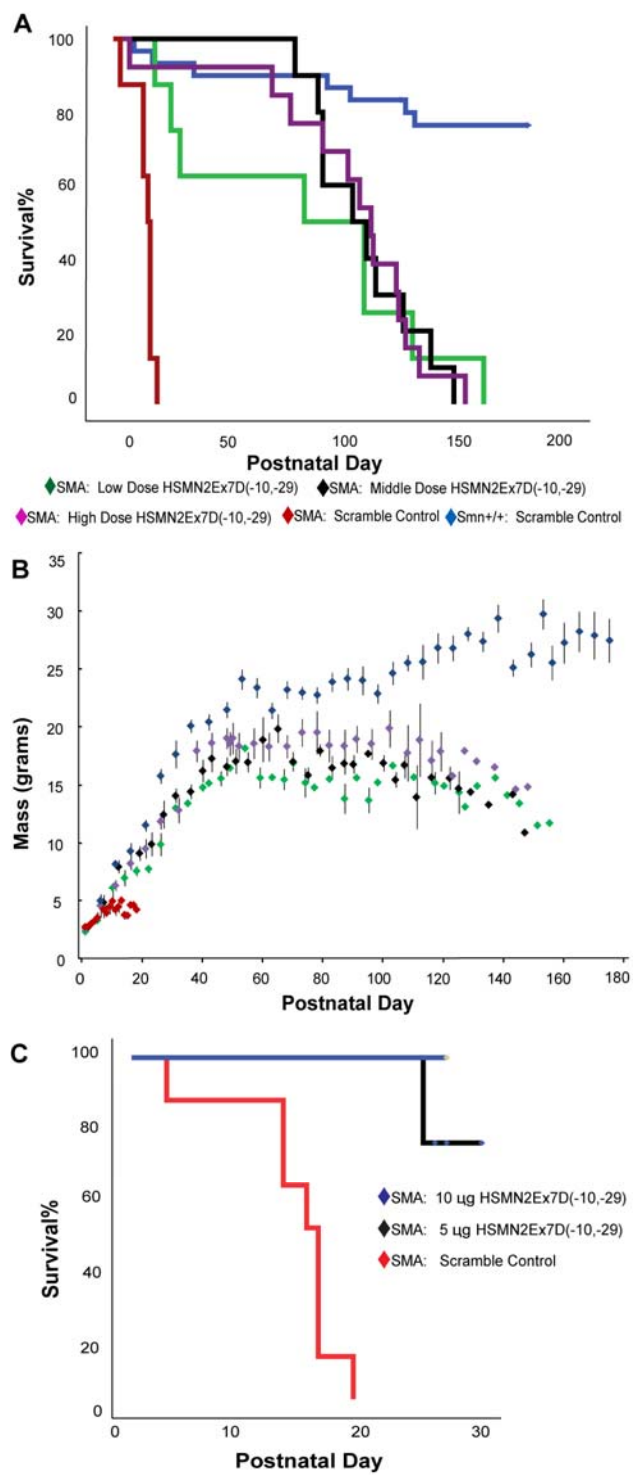 A
100
80
60
40
20
0
Survival%
0 50 100 150 200
Postnatal Day
SMA: Low Dose HSMN2Ex7D(-10,-29) SMA: Middle Dose HSMN2Ex7D(-10,-29)
SMA: High Dose HSMN2Ex7D(-10,-29) SMA: Scramble Control Smn+/+: Scramble Control
B
35
30
25
20
15
10
5
0
Mass (grams)
0 20 40 60 80 100 120 140 160 180
Postnatal Day
C
100
80
60
40
20
0
Survival%
SMA: 10 ug HSMN2Ex7D(-10,-29)
SMA: 5 ug HSMN2Ex7D(-10,-29)
SMA: Scramble Control
0 10 20 30
Postnatal Day